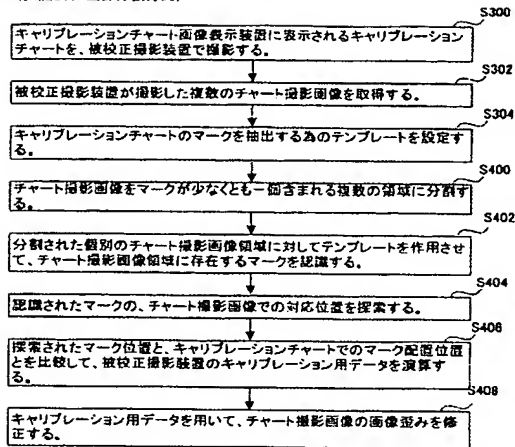 S300
キャリブレーションチャート画像表示装置に表示されるキャリブレーション
チャートを、被校正撮影装置で撮影する。
S302
被校正撮影装置が撮影した複数のチャート撮影画像を取得する。
S304
キャリブレーションチャートのマークを抽出する為のテンプレートを設定す
る。
S400
チャート撮影画像をマークが少なくとも一個含まれる複数の領域に分割す
る。
S402
分割された個別のチャート撮影画像領域に対してテンプレートを作用させ
て、チャート撮影画像領域に存在するマークを認識する。
S404
認識されたマークの、チャート撮影画像での対応位置を探索する。
S406
探索されたマーク位置と、キャリブレーションチャートでのマーク配置位置
とを比較して、被校正撮影装置のキャリブレーション用データを演算す
る。
S408
キャリブレーション用データを用いて、チャート撮影画像の画像歪みを修
正する。